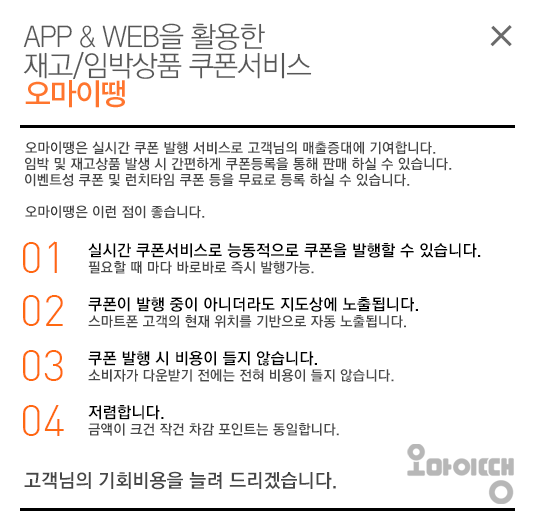 APP & WEB을 활용한
재고/임박상품 쿠폰서비스
오마이땡
오마이땡은 실시간 쿠폰 발행 서비스로 고객님의 매출증대에 기여합니다.
임박 및 재고상품 발생 시 간편하게 쿠폰등록을 통해 판매 하실 수 있습니다.
이벤트성 쿠폰 및 런치타임 쿠폰 등을 무료로 등록 하실 수 있습니다.
오마이땡은 이런 점이 좋습니다.
01 실시간 쿠폰서비스로 능동적으로 쿠폰을 발행할 수 있습니다.
필요할 때 마다 바로바로 즉시 발행가능.
02 쿠폰이 발행 중이 아니더라도 지도상에 노출됩니다.
스마트폰 고객의 현재 위치를 기반으로 자동 노출됩니다.
03 쿠폰 발행 시 비용이 들지 않습니다.
소비자가 다운받기 전에는 전혀 비용이 들지 않습니다.
04 저렴합니다.
금액이 크건 작건 차감 포인트는 동일합니다.
고객님의 기회비용을 늘려 드리겠습니다.
오마이땡